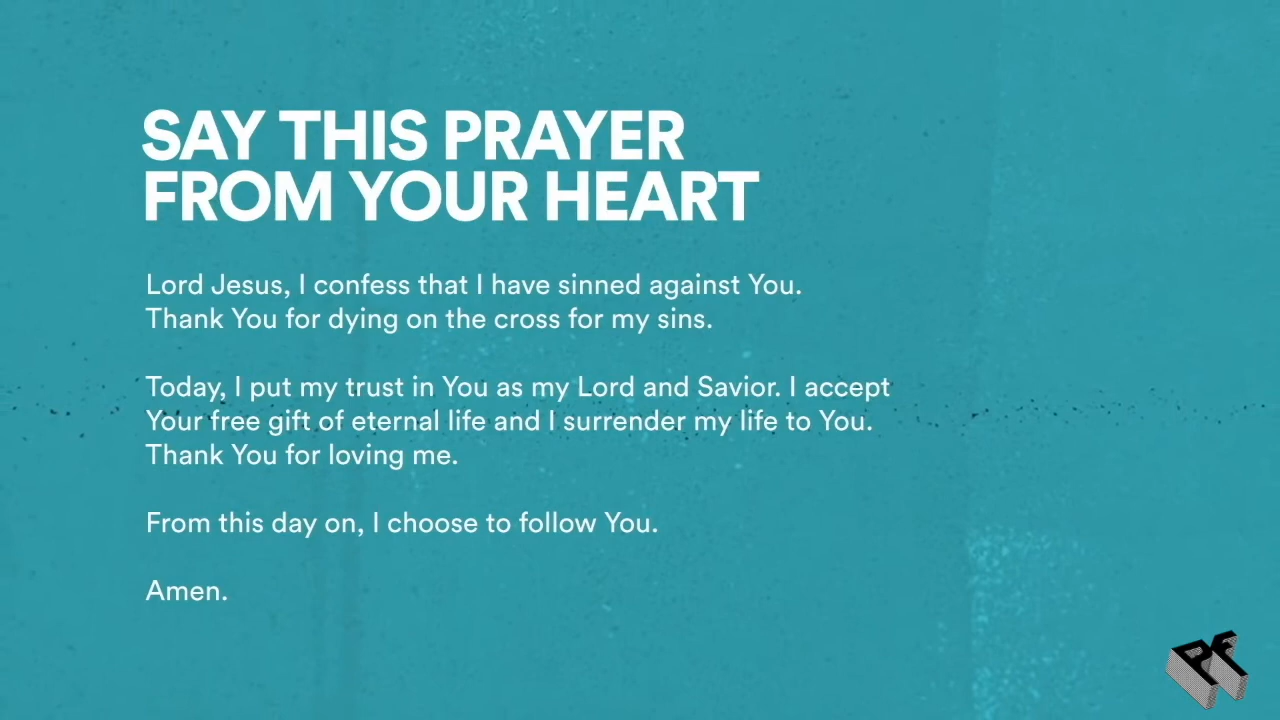 SAY THIS PRAYER
FROM YOUR HEART
Lord Jesus, I confess that I have sinned against You.
Thank You for dying on the cross for my sins.
Today, I put my trust in You as my Lord and Savior. I accept
Your free gift of eternal life and I surrender my life to You.
Thank You for loving me.
From this day on, I choose to follow You.
Amen.
PF